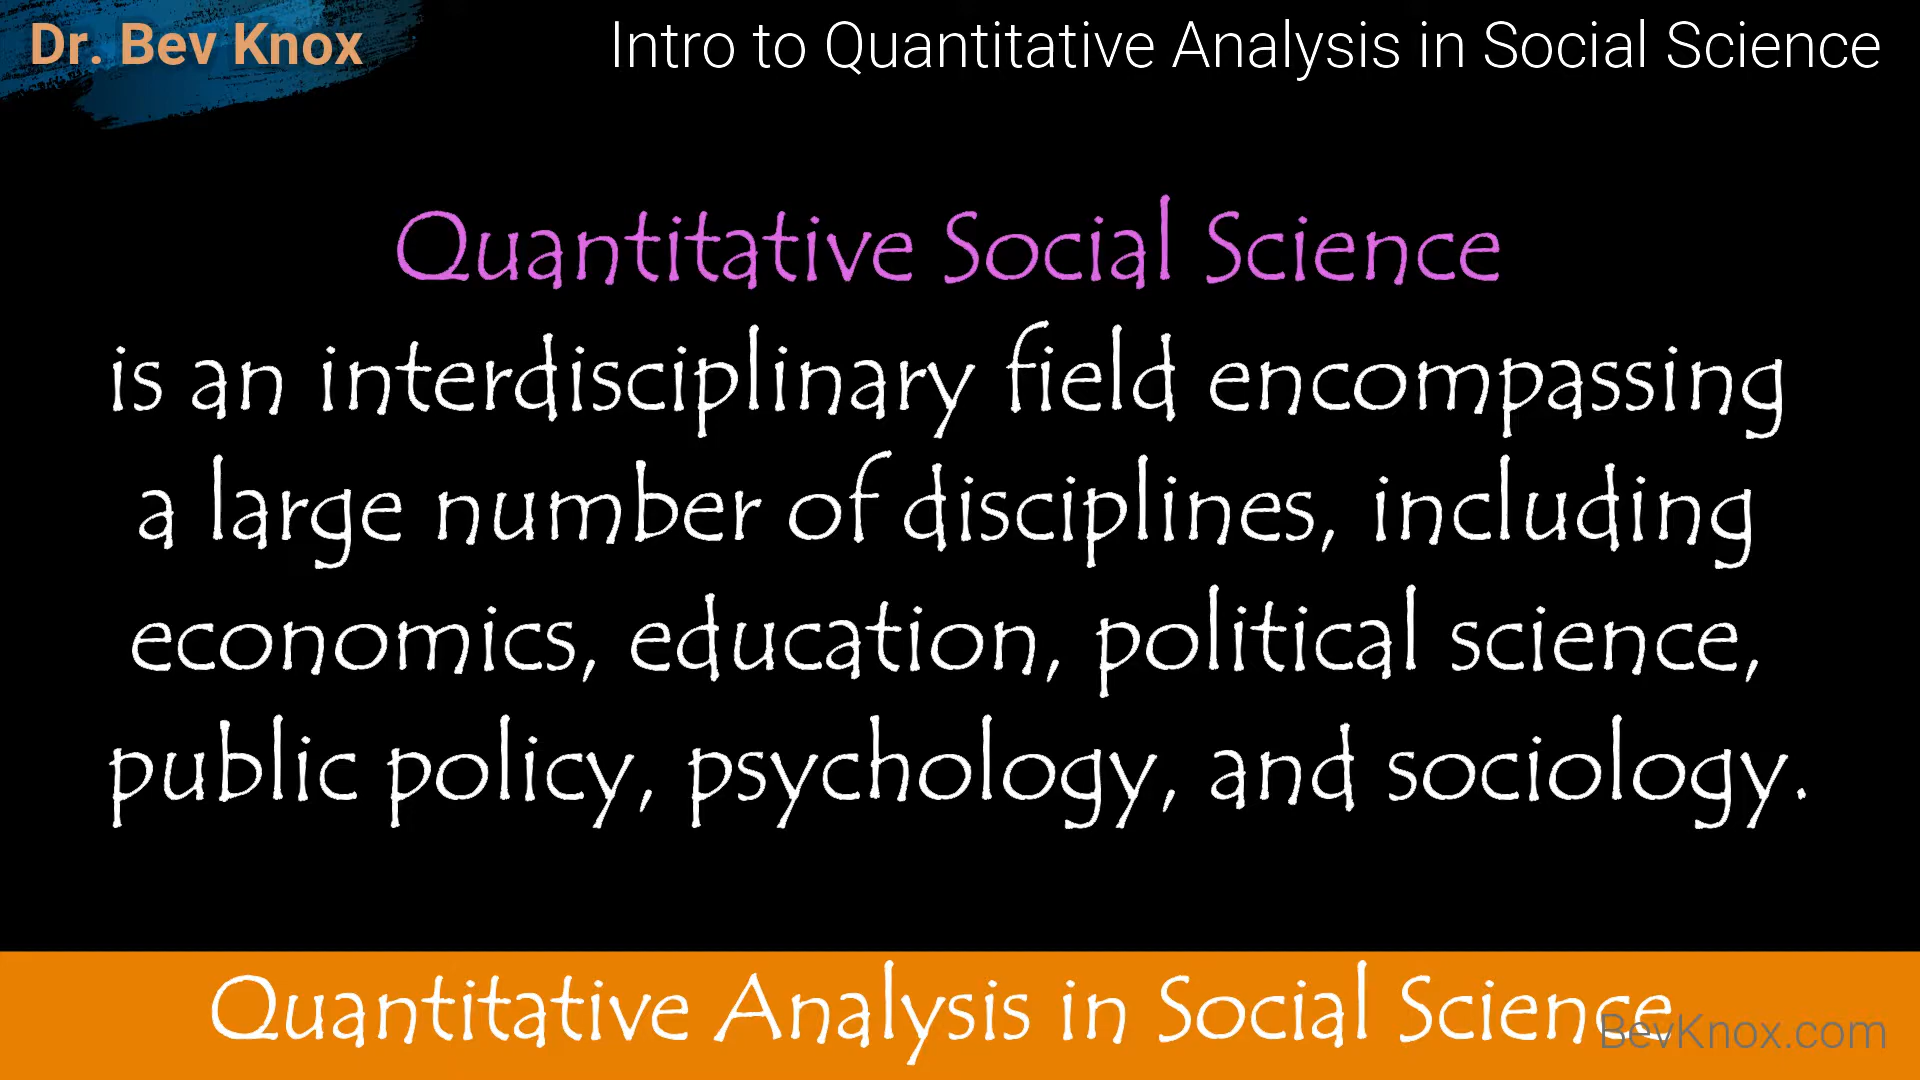 Dr. Bev Knox
Intro to Quantitative Analysis in Social Science
Quantitative Social Science
is an interdisciplinary field encompassing
a large number of disciplines, including
economics, education, political science,
public policy, psychology, and sociology.
Quantitative Analysis in Social Science
BevKnox.com